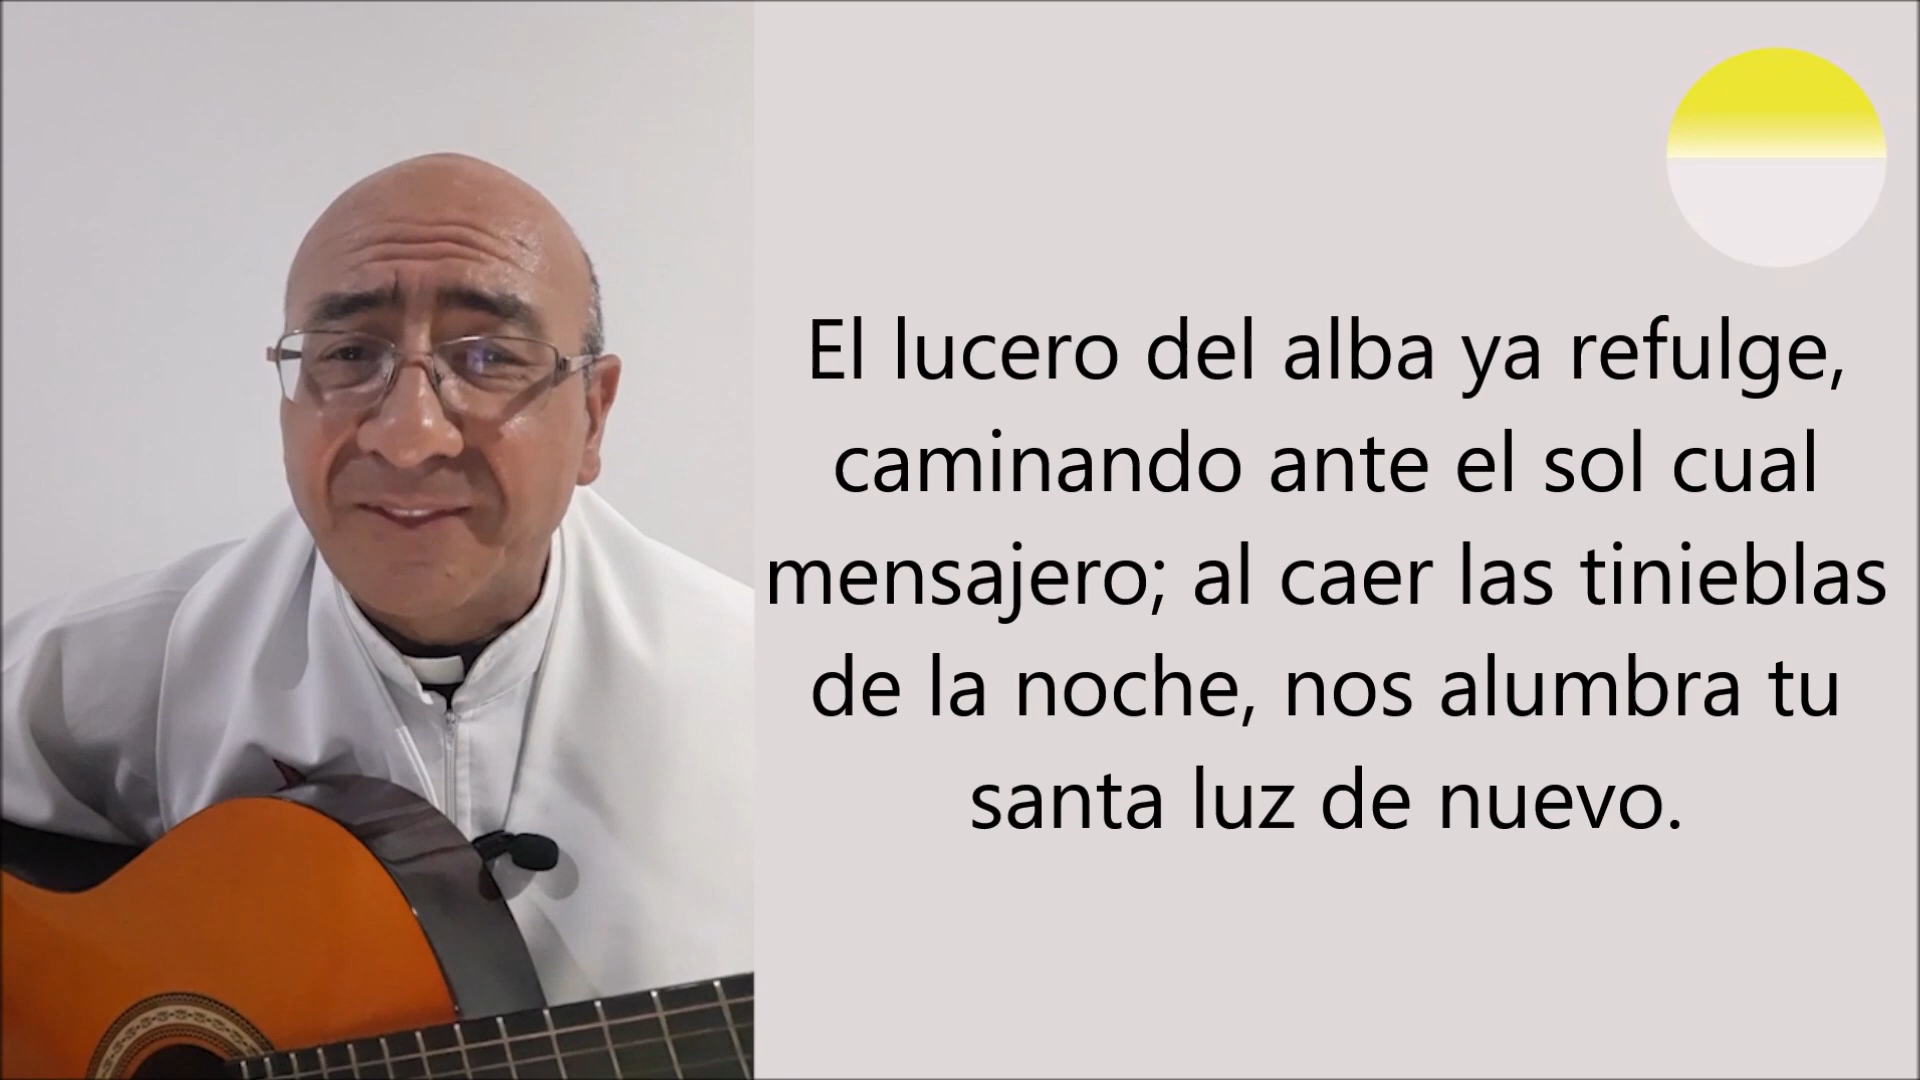 El lucero del alba ya refulge,
caminando ante el sol cual
mensajero; al caer las tinieblas
de la noche, nos alumbra tu
santa luz de nuevo.